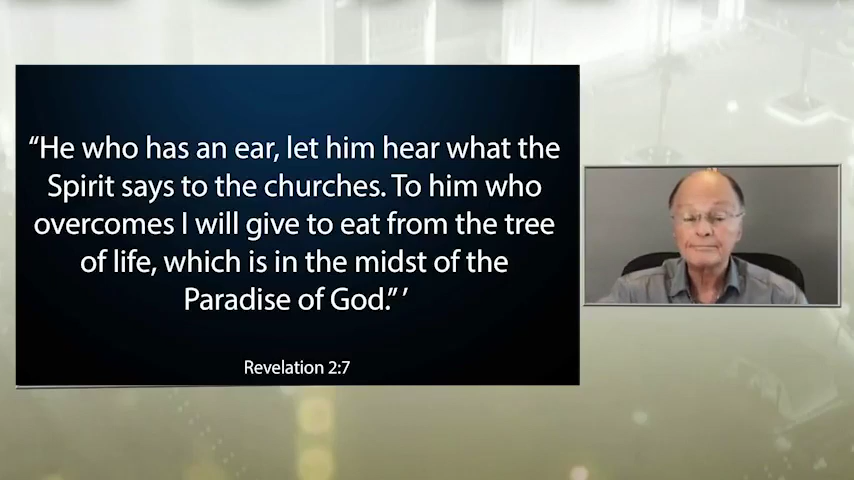 “He who has an ear, let him hear what the
Spirit says to the churches. To him who
overcomes I will give to eat from the tree
of life, which is in the midst of the
Paradise of God.” ’
Revelation 2:7